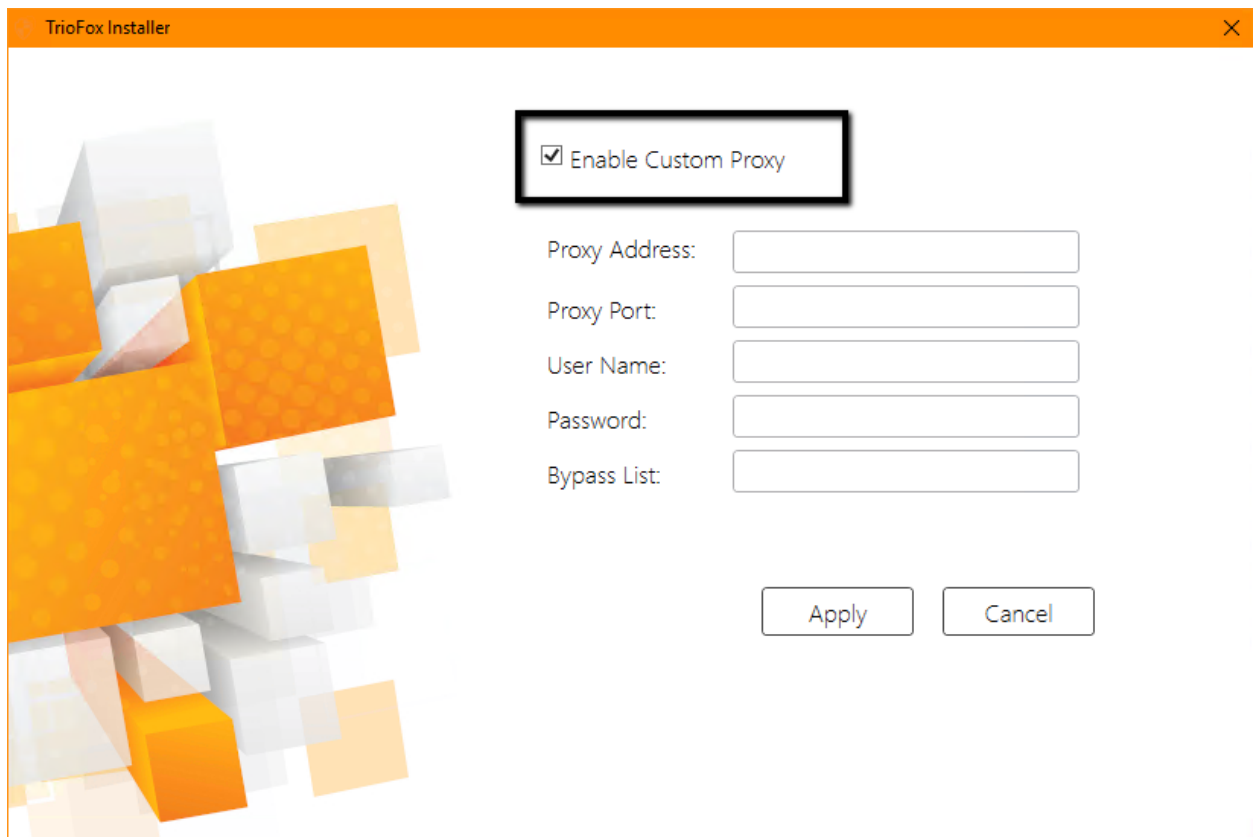 TrioFox Installer
Enable Custom Proxy
Proxy Address:
Proxy Port:
User Name:
Password:
Bypass List:
Apply Cancel